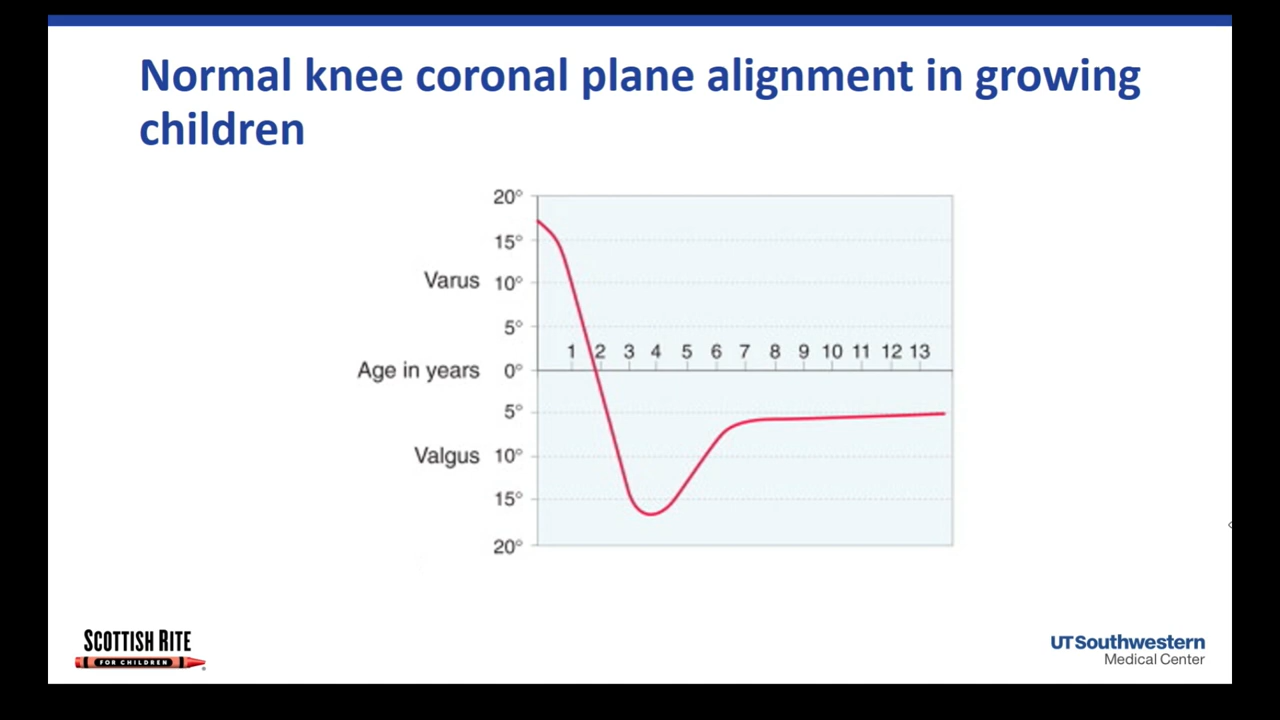 Normal knee coronal plane alignment in growing
children
20°
15°
Varus 10°
5°
1 2 3 4 5 6 7 8 9 10 11 12 13
Age in years 0°
5°
Valgus 10°
15°
20°
SCOTTISH RITE
FOR CHILDREN
UTSouthwestern
Medical Center